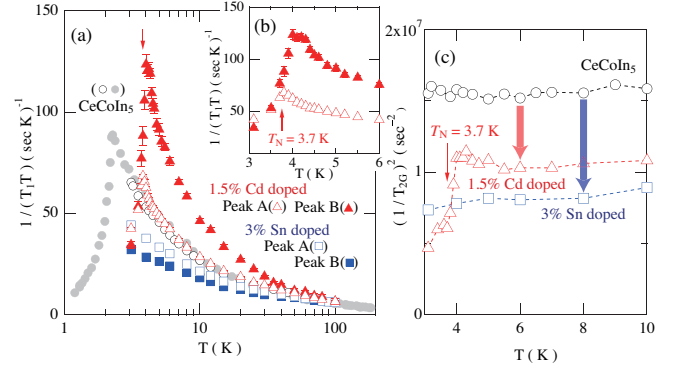 (a)
CeCoIn5
(○ ●)
1.5% Cd doped
Peak A(△) Peak B(▲)
3% Sn doped
Peak A(□)
Peak B(■)
1 / (T1T) ( sec K )^-1
150
100
50
0
1
10
100
T ( K )
(b)
TN = 3.7 K
1 / (T1T) ( sec K )^-1
150
100
50
3
4
5
6
T ( K )
(c)
CeCoIn5
TN = 3.7 K
1.5% Cd doped
3% Sn doped
(1 / T2G )^2 (sec^-2)
2x10^7
1
0
4
6
8
10
T ( K )